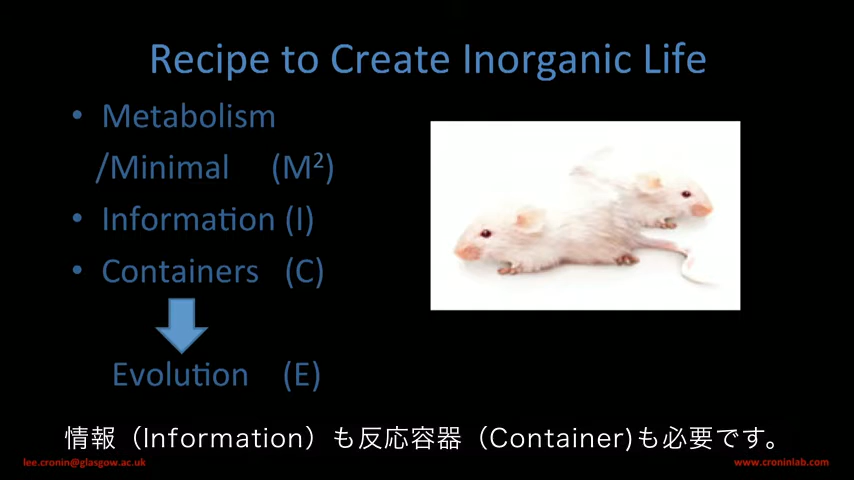 Recipe to Create Inorganic Life
• Metabolism
/Minimal (M²)
• Information (I)
• Containers (C)
Evolution (E)
情報（Information）も反応容器（Container)も必要です。
lee.cronin@glasgow.ac.uk
www.croninlab.com